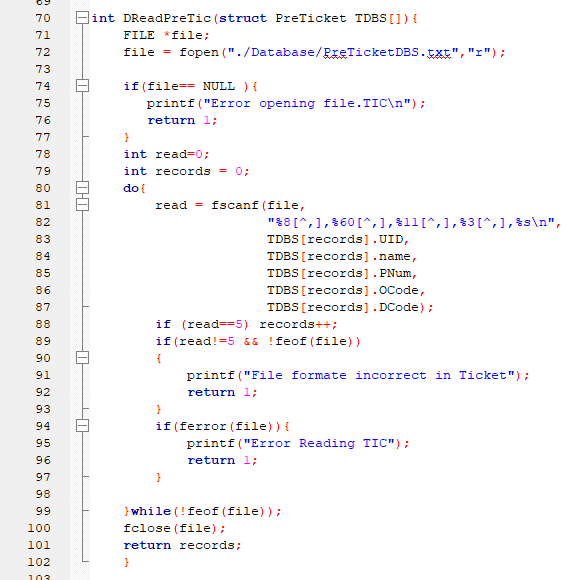 69
70 int DReadPreTic(struct PreTicket TDBS[]){
71 FILE *file;
72 file = fopen("./Database/PreTicketDBS.txt","r");
73
74 if(file== NULL ){
75 printf("Error opening file.TIC\n");
76 return 1;
77 }
78 int read=0;
79 int records = 0;
80 do{
81 read = fscanf(file,
82 "%8[^,],%60[^,],%11[^,],%3[^,],%s\n",
83 TDBS[records].UID,
84 TDBS[records].name,
85 TDBS[records].PNum,
86 TDBS[records].OCode,
87 TDBS[records].DCode);
88 if (read==5) records++;
89 if(read!=5 && !feof(file))
90 {
91 printf("File formate incorrect in Ticket");
92 return 1;
93 }
94 if(ferror(file)){
95 printf("Error Reading TIC");
96 return 1;
97 }
98
99 }while(!feof(file));
100 fclose(file);
101 return records;
102 }
103